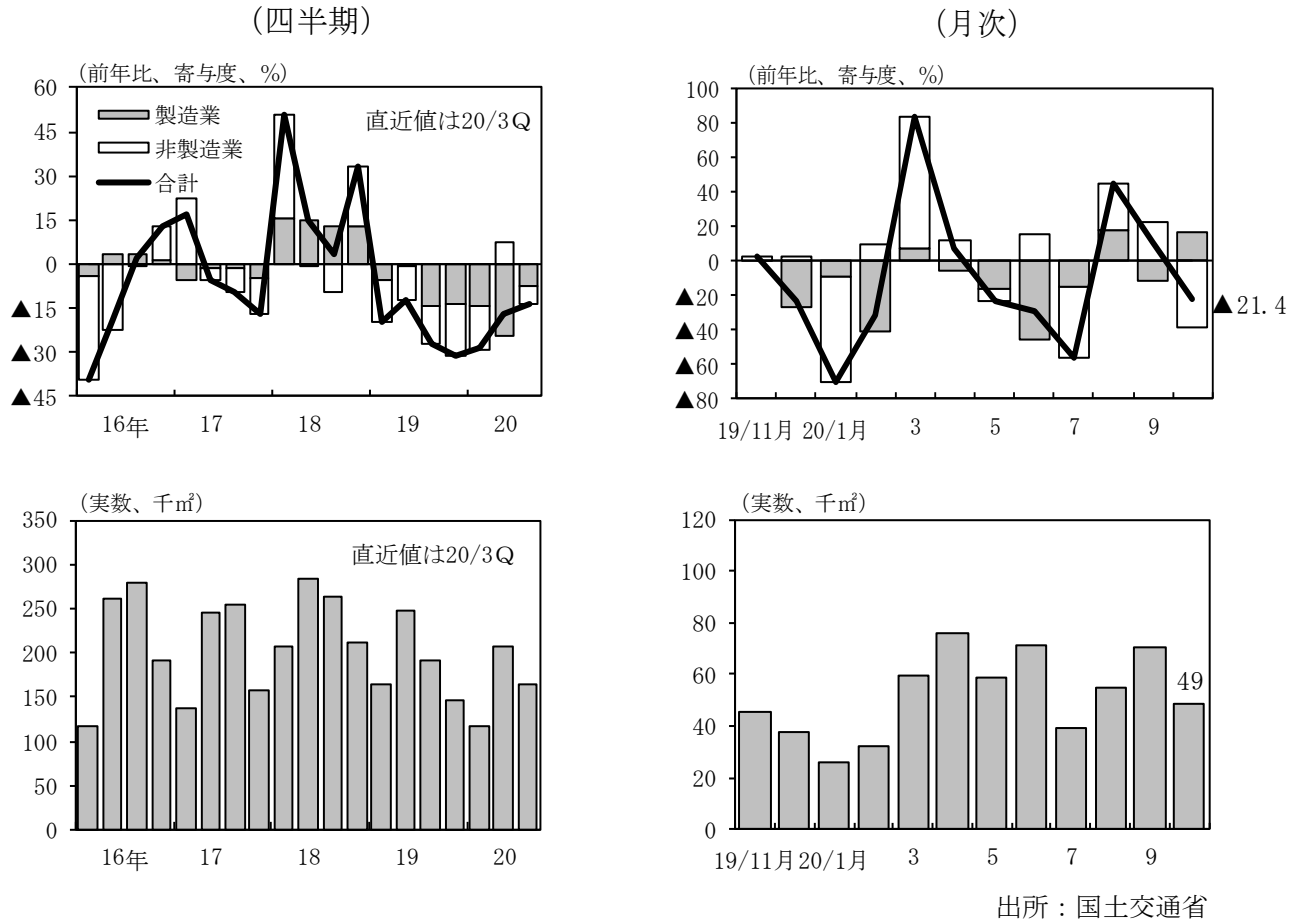 （四半期）
（前年比、寄与度、%）
60
45
30
15
0
▲15
▲30
▲45
製造業
非製造業
合計
直近値は20/3Q
16年 17 18 19 20
（月次）
（前年比、寄与度、%）
100
80
60
40
20
0
▲20
▲40
▲60
▲80
▲21.4
19/11月 20/1月 3 5 7 9
（実数、千㎡）
350
300
250
200
150
100
50
0
直近値は20/3Q
16年 17 18 19 20
（実数、千㎡）
120
100
80
60
40
20
0
49
19/11月 20/1月 3 5 7 9
出所：国土交通省